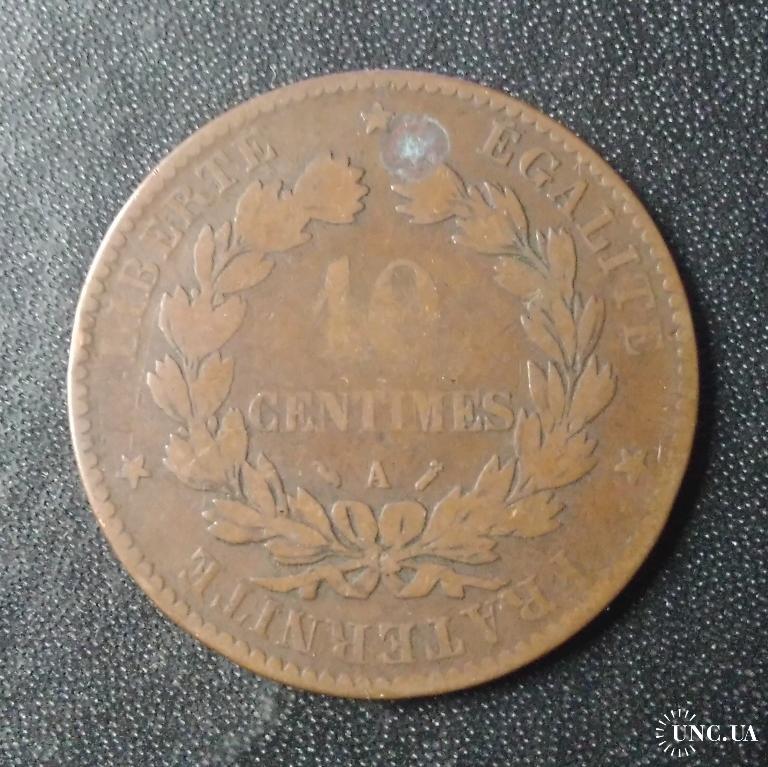 LIBERTE
EGALITE
FRATERNITE
10
CENTIMES
A
UNC.UA